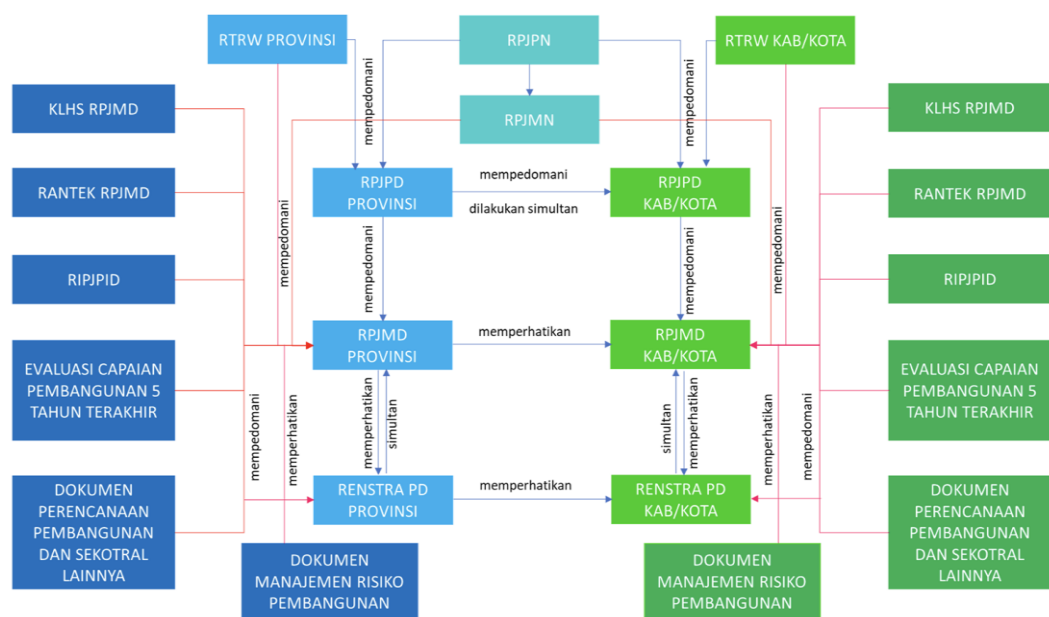 RTRW PROVINSI
RPJPN
RTRW KAB/KOTA
mempedomani
mempedomani
mempedomani
KLHS RPJMD
RPJMN
KLHS RPJMD
RANTEK RPJMD
RPJPD
PROVINSI
mempedomani
dilakukan simultan
RPJPD
KAB/KOTA
RANTEK RPJMD
mempedomani
mempedomani
mempedomani
mempedomani
RIPJPID
RIPJPID
RPJMD
PROVINSI
memperhatikan
RPJMD
KAB/KOTA
EVALUASI CAPAIAN
PEMBANGUNAN 5
TAHUN TERAKHIR
EVALUASI CAPAIAN
PEMBANGUNAN 5
TAHUN TERAKHIR
mempedomani
memperhatikan
memperhatikan
simultan
simultan
memperhatikan
memperhatikan
mempedomani
RENSTRA PD
PROVINSI
memperhatikan
RENSTRA PD
KAB/KOTA
DOKUMEN
PERENCANAAN
PEMBANGUNAN
DAN SEKOTRAL
LAINNYA
DOKUMEN
PERENCANAAN
PEMBANGUNAN
DAN SEKOTRAL
LAINNYA
DOKUMEN
MANAJEMEN RISIKO
PEMBANGUNAN
DOKUMEN
MANAJEMEN RISIKO
PEMBANGUNAN